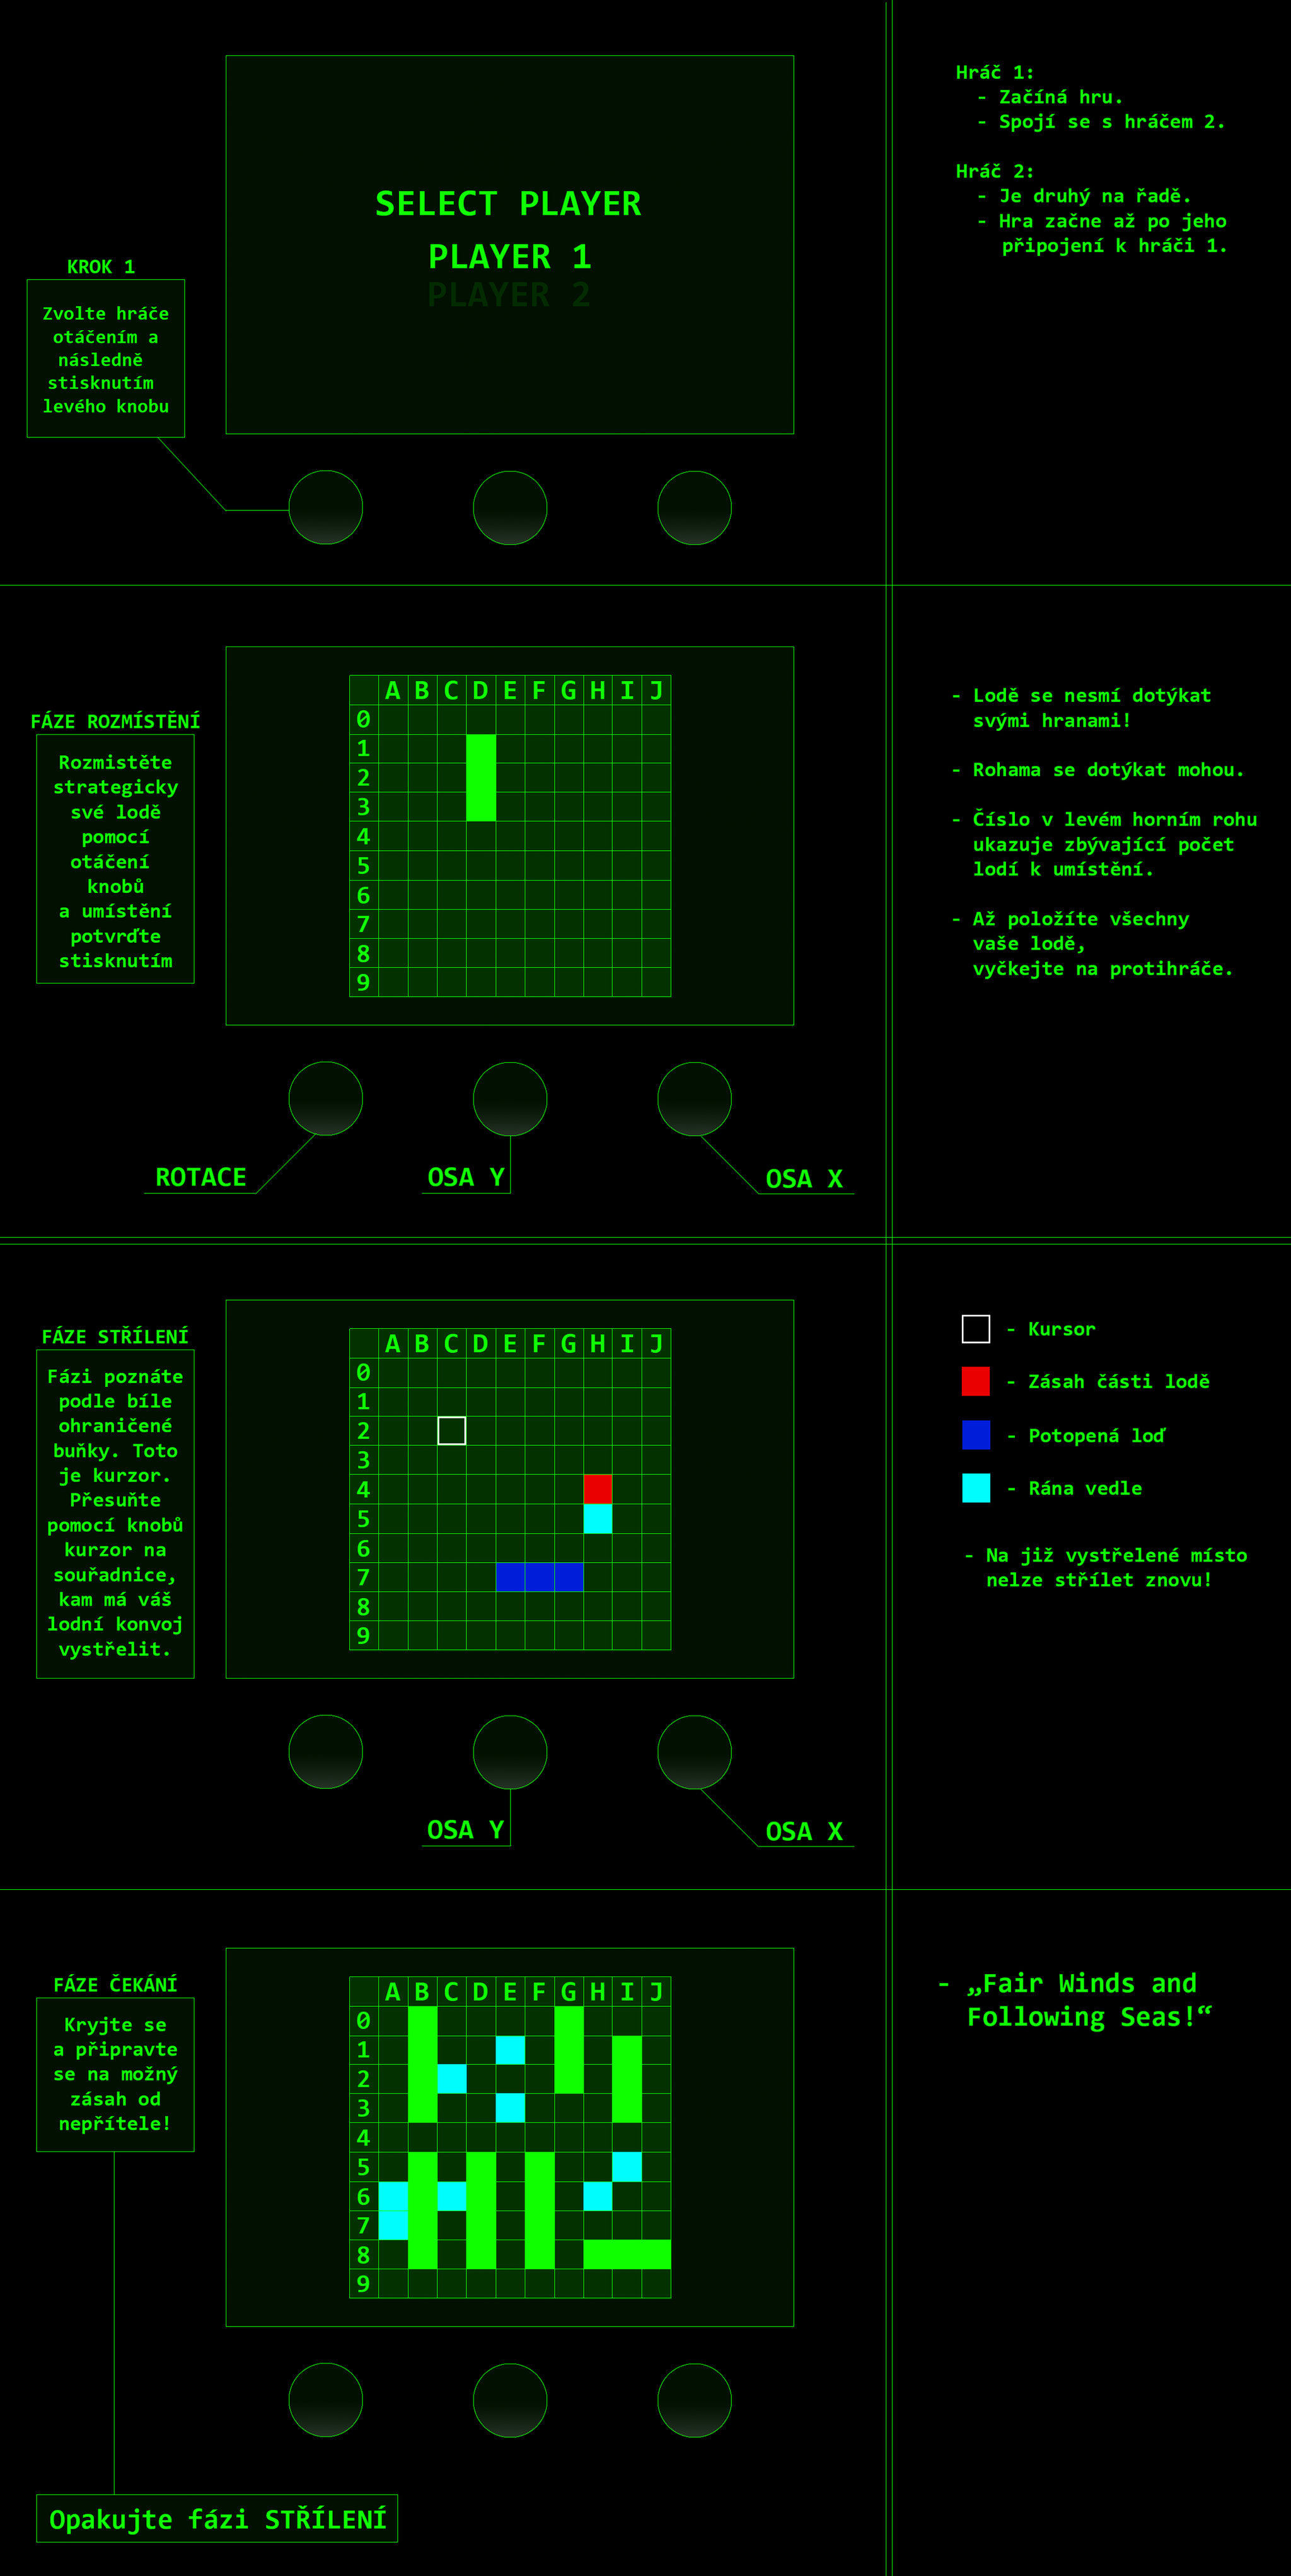 Hráč 1:
- Začíná hru.
- Spojí se s hráčem 2.
Hráč 2:
- Je druhý na řadě.
- Hra začne až po jeho
připojení k hráči 1.
SELECT PLAYER
PLAYER 1
PLAYER 2
KROK 1
Zvolte hráče
otáčením a
následně
stisknutím
levého knobu
FÁZE ROZMÍSTĚNÍ
Rozmistěte
strategicky
své lodě
pomocí
otáčení
knobů
a umístění
potvrďte
stisknutím
A B C D E F G H I J
0
1
2
3
4
5
6
7
8
9
ROTACE
OSA Y
OSA X
- Lodě se nesmí dotýkat
svými hranami!
- Rohama se dotýkat mohou.
- Číslo v levém horním rohu
ukazuje zbývající počet
lodí k umístění.
- Až položíte všechny
vaše lodě,
vyčkejte na protihráče.
FÁZE STŘÍLENÍ
Fázi poznáte
podle bíle
ohraničené
buňky. Toto
je kurzor.
Přesuňte
pomocí knobů
kurzor na
souřadnice,
kam má váš
lodní konvoj
vystřelit.
A B C D E F G H I J
0
1
2
3
4
5
6
7
8
9
OSA Y
OSA X
- Kursor
- Zásah části lodě
- Potopená loď
- Rána vedle
- Na již vystřelené místo
nelze střílet znovu!
FÁZE ČEKÁNÍ
Kryjte se
a připravte
se na možný
zásah od
nepřítele!
A B C D E F G H I J
0
1
2
3
4
5
6
7
8
9
Opakujte fázi STŘÍLENÍ
- „Fair Winds and
Following Seas!“